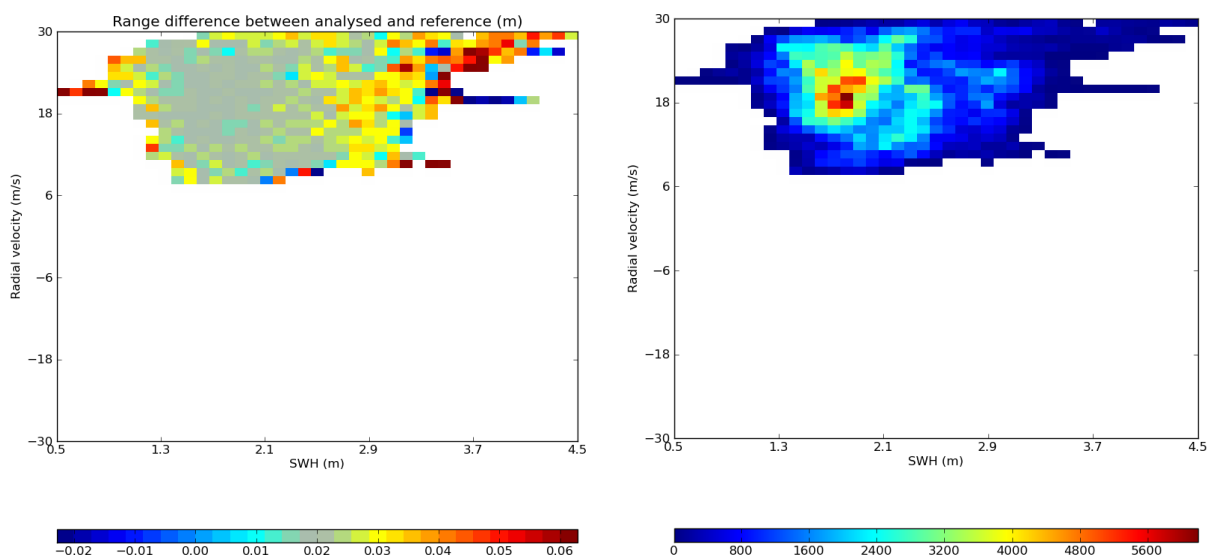 Range difference between analysed and reference (m)
30
18
6
−6
−18
−30
Radial velocity (m/s)
0.5 1.3 2.1 2.9 3.7 4.5
SWH (m)
−0.02 −0.01 0.00 0.01 0.02 0.03 0.04 0.05 0.06
30
18
6
−6
−18
−30
Radial velocity (m/s)
0.5 1.3 2.1 2.9 3.7 4.5
SWH (m)
0 800 1600 2400 3200 4000 4800 5600